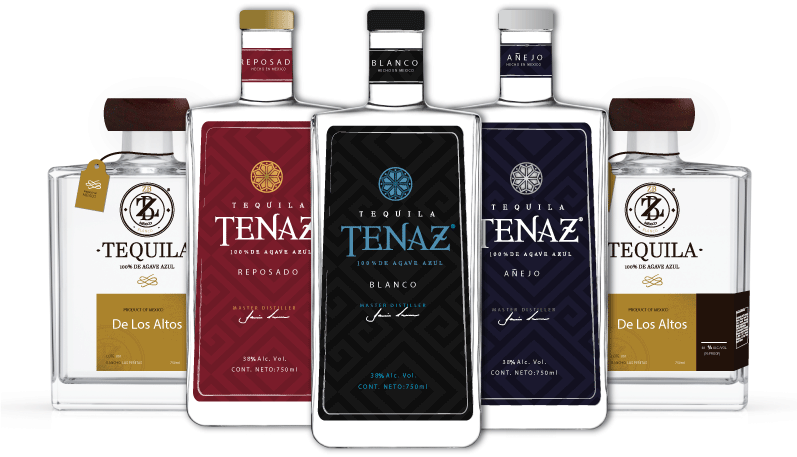 REPOSAD
HECHO EN MEXICO
TEQUILA
TENAZ®
100% DE AGAVE AZUL
REPOSADO
MASTER DISTILLER
38% Alc. Vol.
CONT. NETO:750ml
BLANCO
HECHO EN MEXICO
TEQUILA
TENAZ®
100% DE AGAVE AZUL
BLANCO
MASTER DISTILLER
38% Alc. Vol.
CONT. NETO:750ml
AÑEJO
HECHO EN MEXICO
TEQUILA
TENAZ®
100% DE AGAVE AZUL
AÑEJO
MASTER DISTILLER
38% Alc. Vol.
CONT. NETO:750ml
·TEQUILA
100% DE AGAVE AZUL
PRODUCT OF MEXICO
De Los Altos
TEQUILA·
100% DE AGAVE AZUL
PRODUCT OF MEXICO
De Los Altos